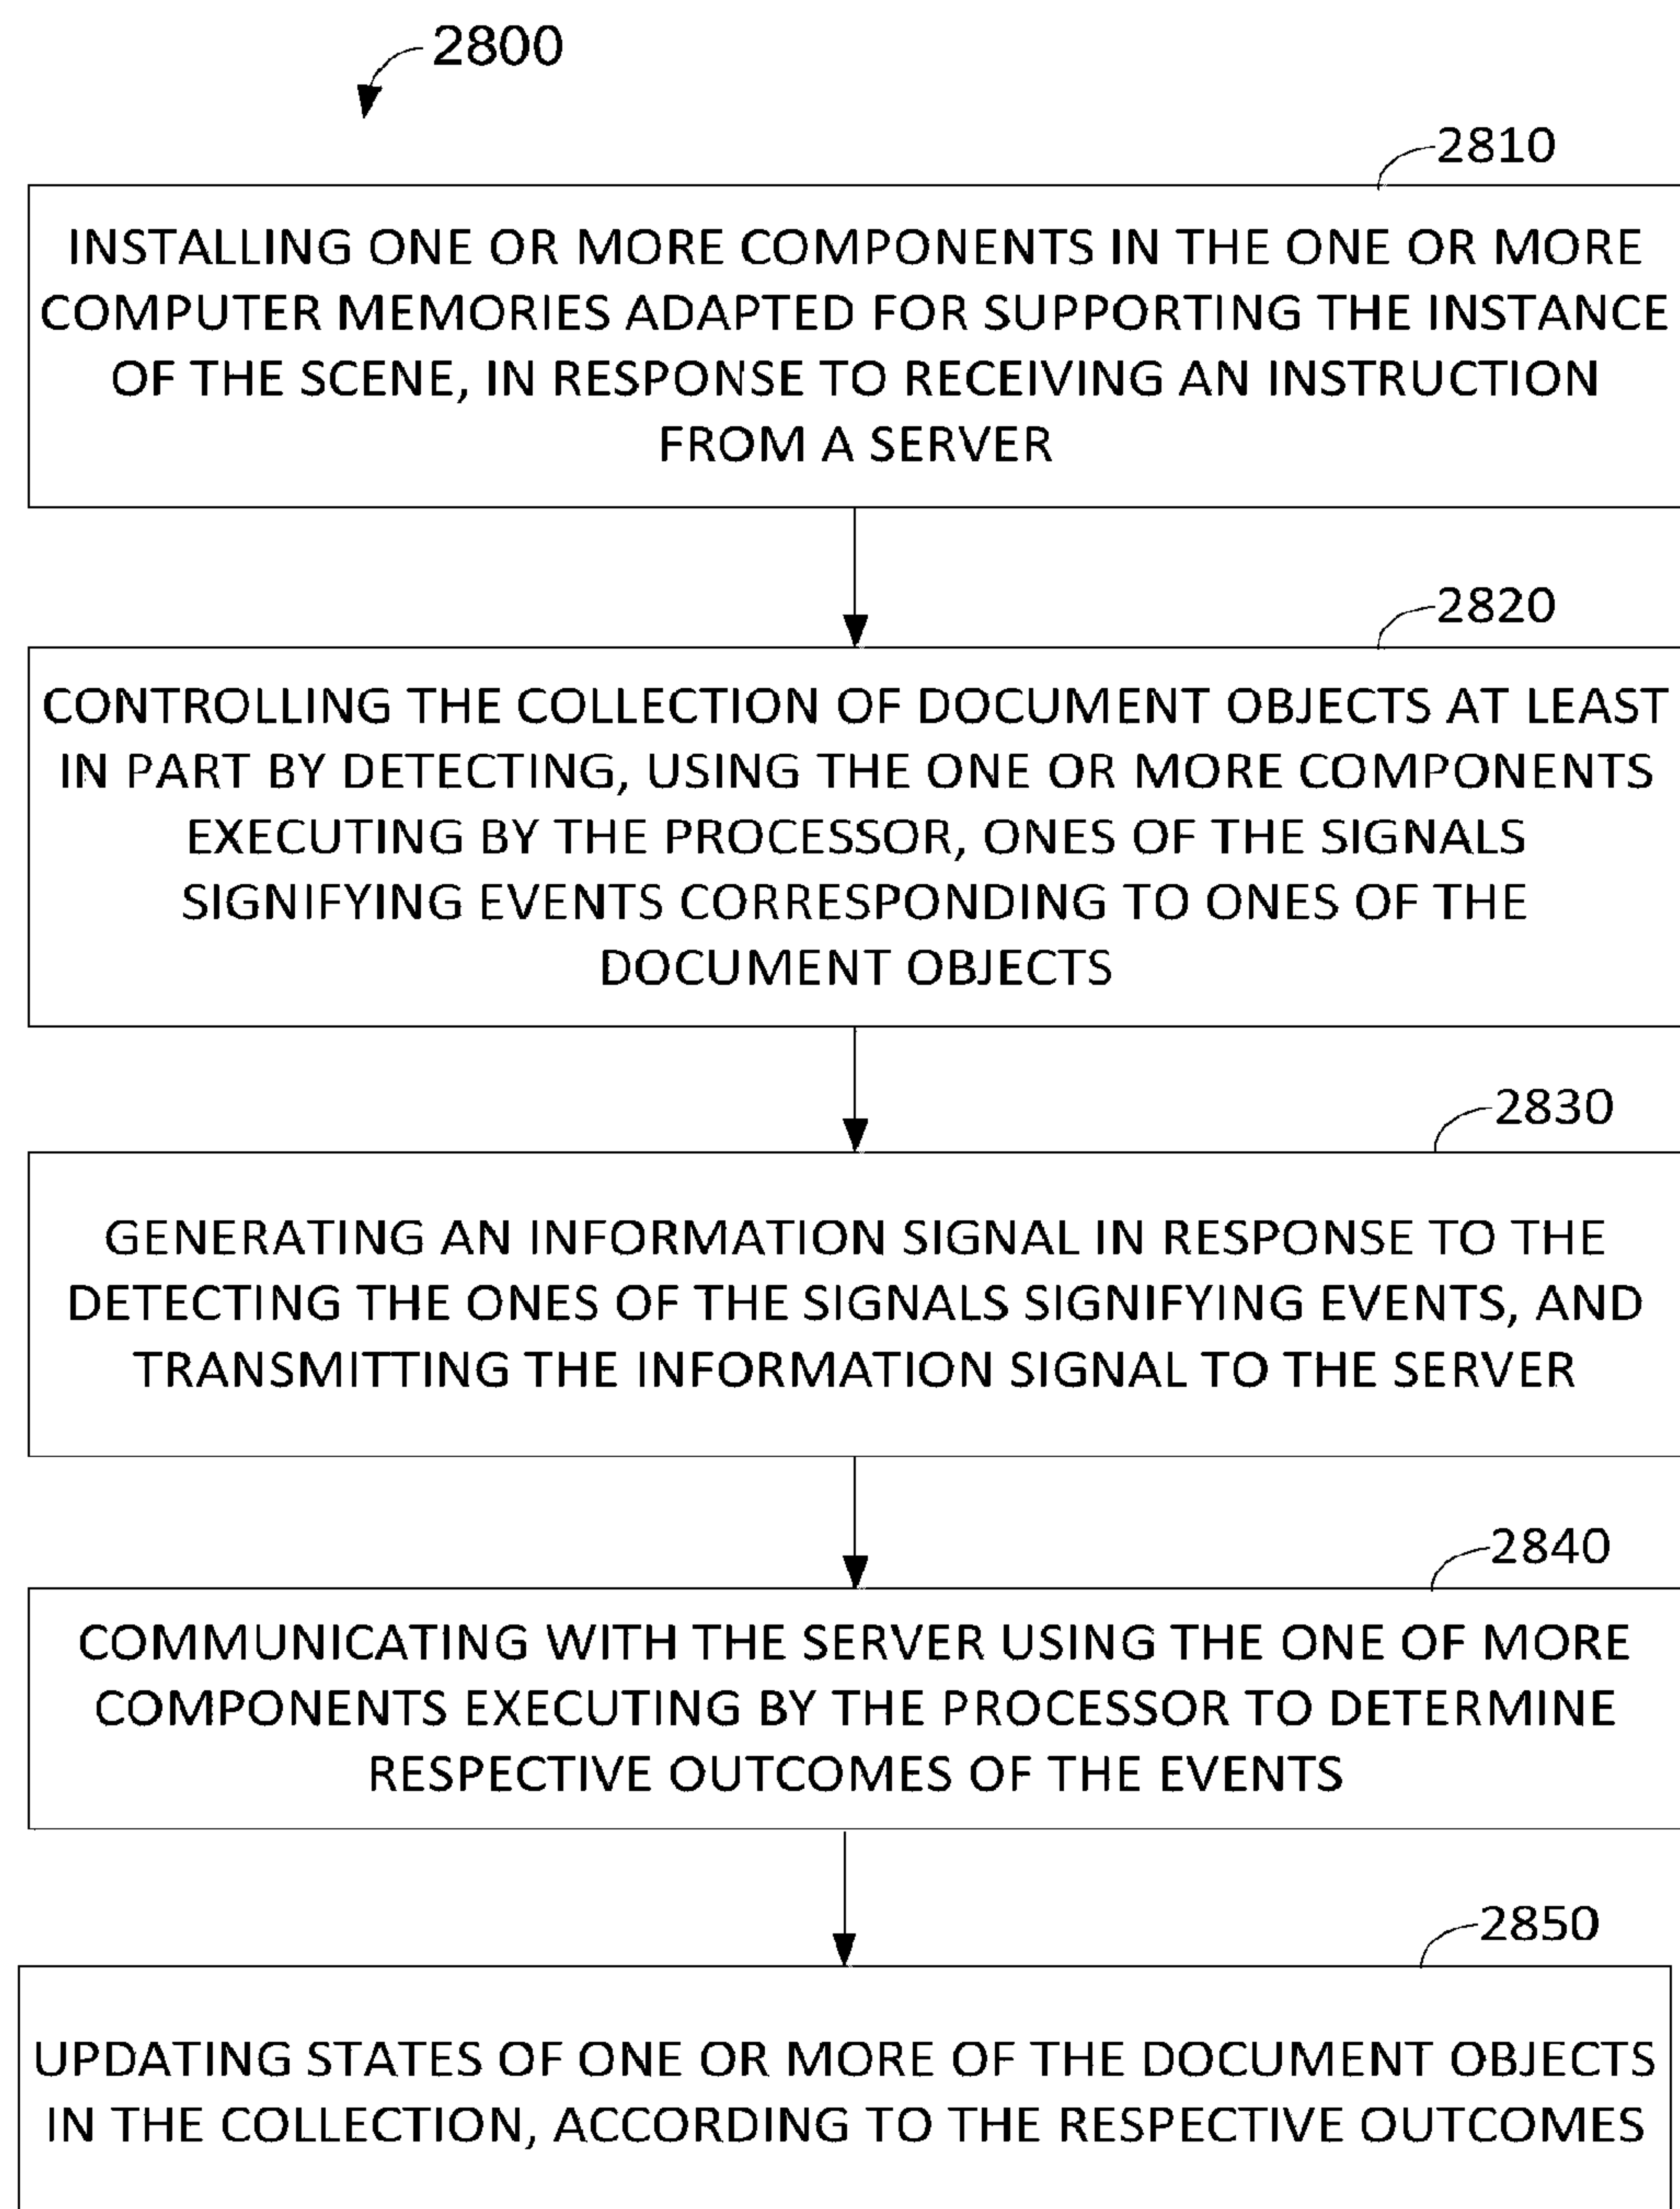 2800
2810
INSTALLING ONE OR MORE COMPONENTS IN THE ONE OR MORE
COMPUTER MEMORIES ADAPTED FOR SUPPORTING THE INSTANCE
OF THE SCENE, IN RESPONSE TO RECEIVING AN INSTRUCTION
FROM A SERVER
2820
CONTROLLING THE COLLECTION OF DOCUMENT OBJECTS AT LEAST
IN PART BY DETECTING, USING THE ONE OR MORE COMPONENTS
EXECUTING BY THE PROCESSOR, ONES OF THE SIGNALS
SIGNIFYING EVENTS CORRESPONDING TO ONES OF THE
DOCUMENT OBJECTS
2830
GENERATING AN INFORMATION SIGNAL IN RESPONSE TO THE
DETECTING THE ONES OF THE SIGNALS SIGNIFYING EVENTS, AND
TRANSMITTING THE INFORMATION SIGNAL TO THE SERVER
2840
COMMUNICATING WITH THE SERVER USING THE ONE OF MORE
COMPONENTS EXECUTING BY THE PROCESSOR TO DETERMINE
RESPECTIVE OUTCOMES OF THE EVENTS
2850
UPDATING STATES OF ONE OR MORE OF THE DOCUMENT OBJECTS
IN THE COLLECTION, ACCORDING TO THE RESPECTIVE OUTCOMES